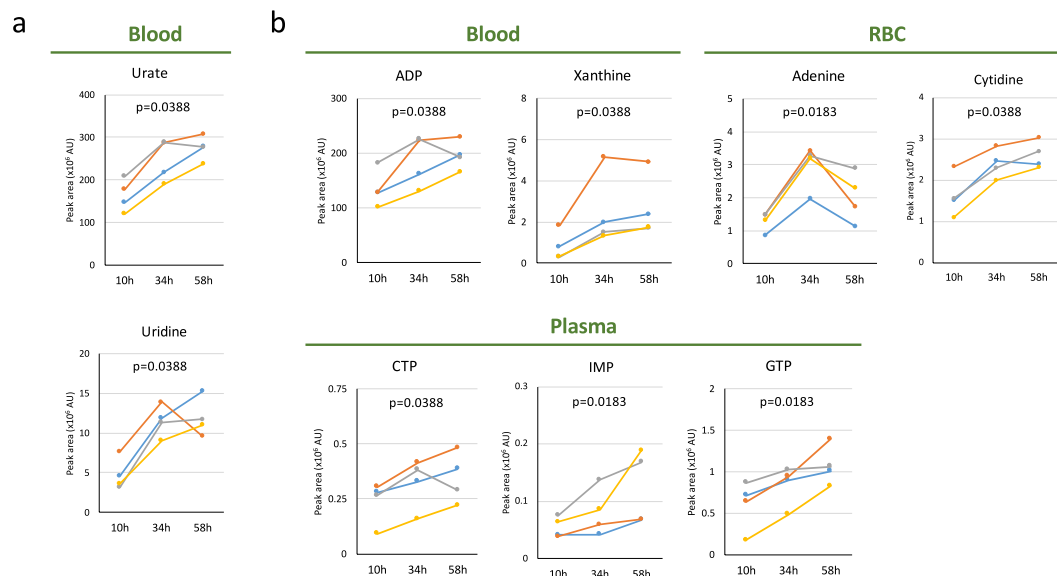 a
Blood
Urate
p=0.0388
Peak area (x10⁶ AU)
400
300
200
100
0
10h 34h 58h
Uridine
p=0.0388
Peak area (x10⁶ AU)
20
15
10
5
0
10h 34h 58h
b
Blood
ADP
p=0.0388
Peak area (x10⁶ AU)
300
200
100
0
10h 34h 58h
Xanthine
p=0.0388
Peak area (x10⁶ AU)
8
6
4
2
0
10h 34h 58h
RBC
Adenine
p=0.0183
Peak area (x10⁶ AU)
5
4
3
2
1
0
10h 34h 58h
Cytidine
p=0.0388
Peak area (x10⁶ AU)
4
3
2
1
0
10h 34h 58h
Plasma
CTP
p=0.0388
Peak area (x10⁶ AU)
0.75
0.5
0.25
0
10h 34h 58h
IMP
p=0.0183
Peak area (x10⁶ AU)
0.3
0.2
0.1
0
10h 34h 58h
GTP
p=0.0183
Peak area (x10⁶ AU)
2
1.5
1
0.5
0
10h 34h 58h